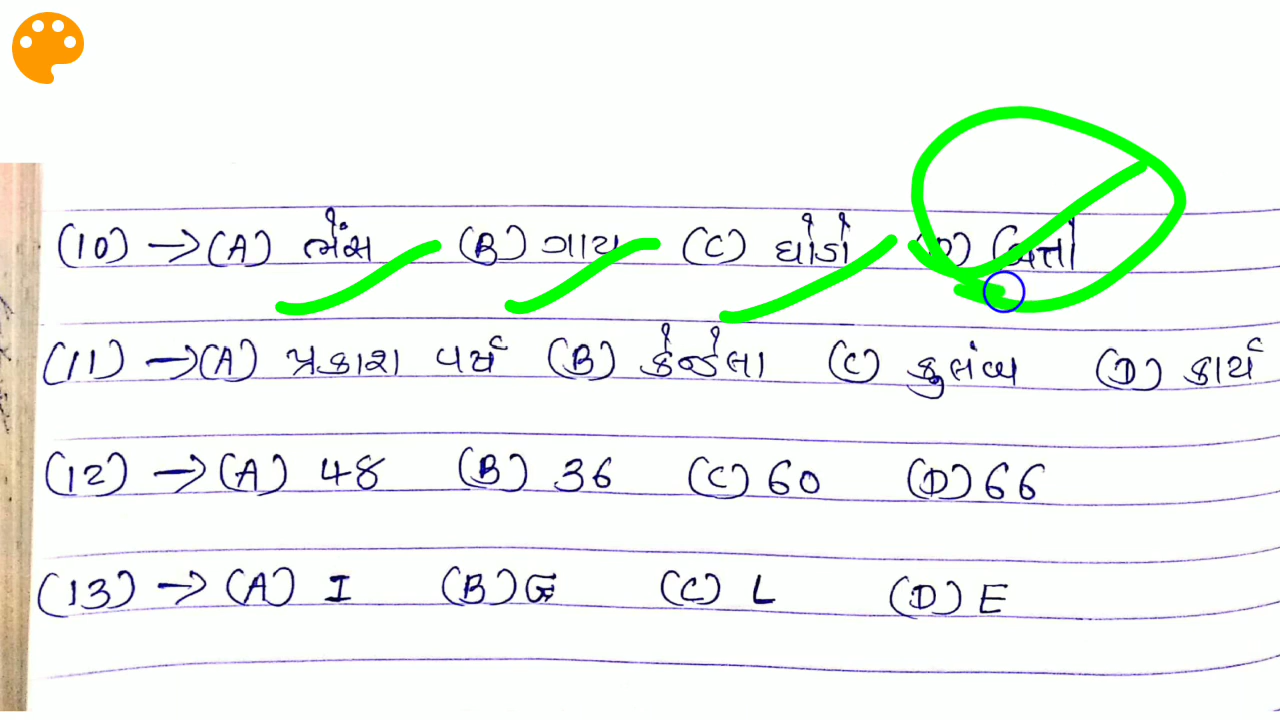 (10) → (A) ભેંસ (B) ગાય (C) ઘોડો (D) ચિત્તો
(11) → (A) પ્રકાશ વર્ષ (B) કેન્ડેલા (C) કુલંબ (D) કાર્ય
(12) → (A) 48 (B) 36 (C) 60 (D) 66
(13) → (A) I (B) G (C) L (D) E